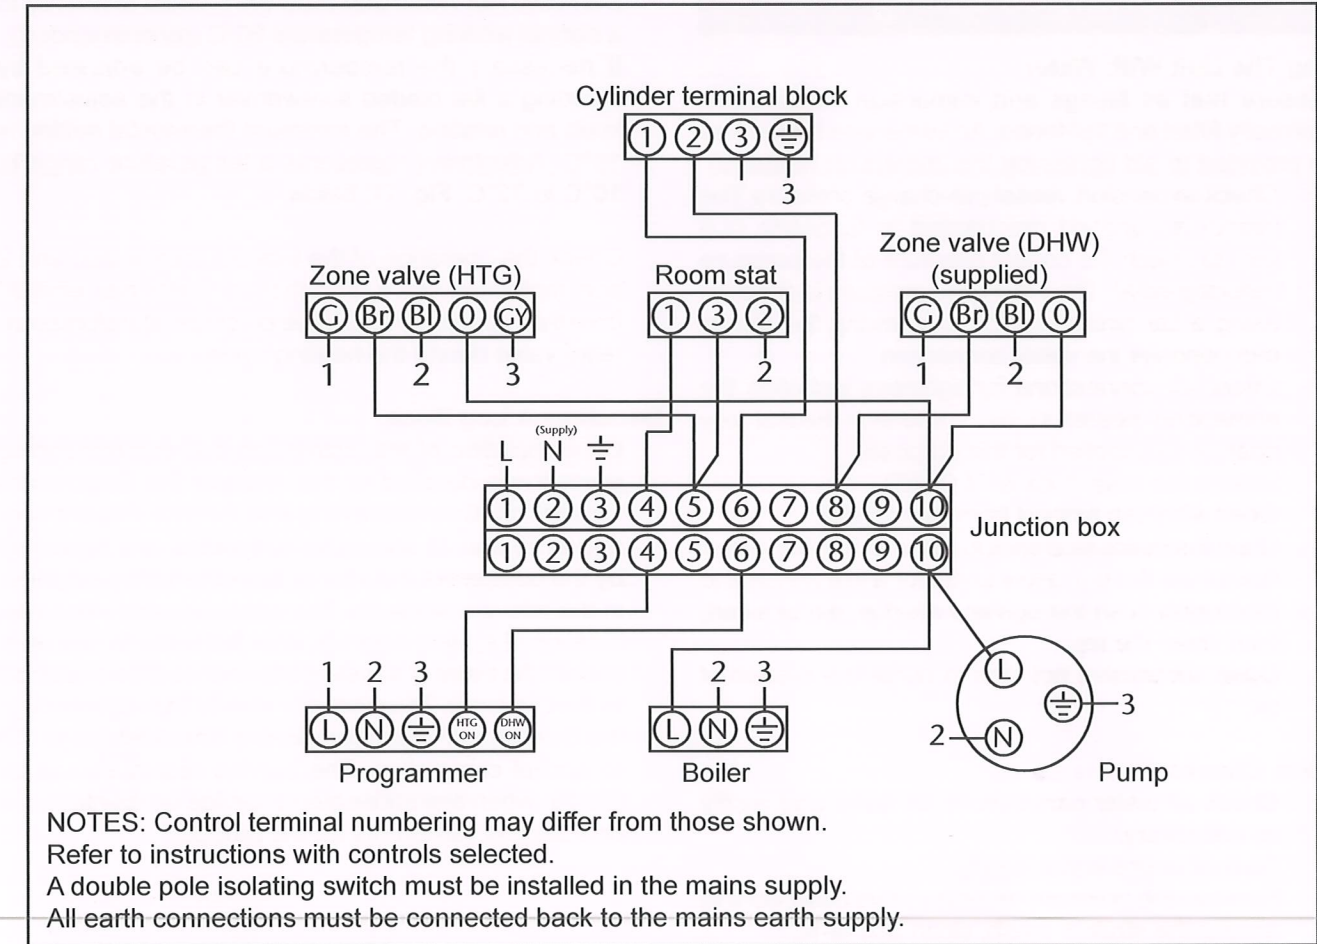 Cylinder terminal block
1 2 3
3
Zone valve (HTG)
G Br Bl 0 GY
1 2 3
Room stat
1 3 2
2
Zone valve (DHW)
(supplied)
G Br Bl 0
1 2
(Supply)
L N
1 2 3 4 5 6 7 8 9 10
1 2 3 4 5 6 7 8 9 10
Junction box
1 2 3
L N HTG ON DHW ON
Programmer
2 3
L N
Boiler
L
3
2 N
Pump
NOTES: Control terminal numbering may differ from those shown.
Refer to instructions with controls selected.
A double pole isolating switch must be installed in the mains supply.
All earth connections must be connected back to the mains earth supply.